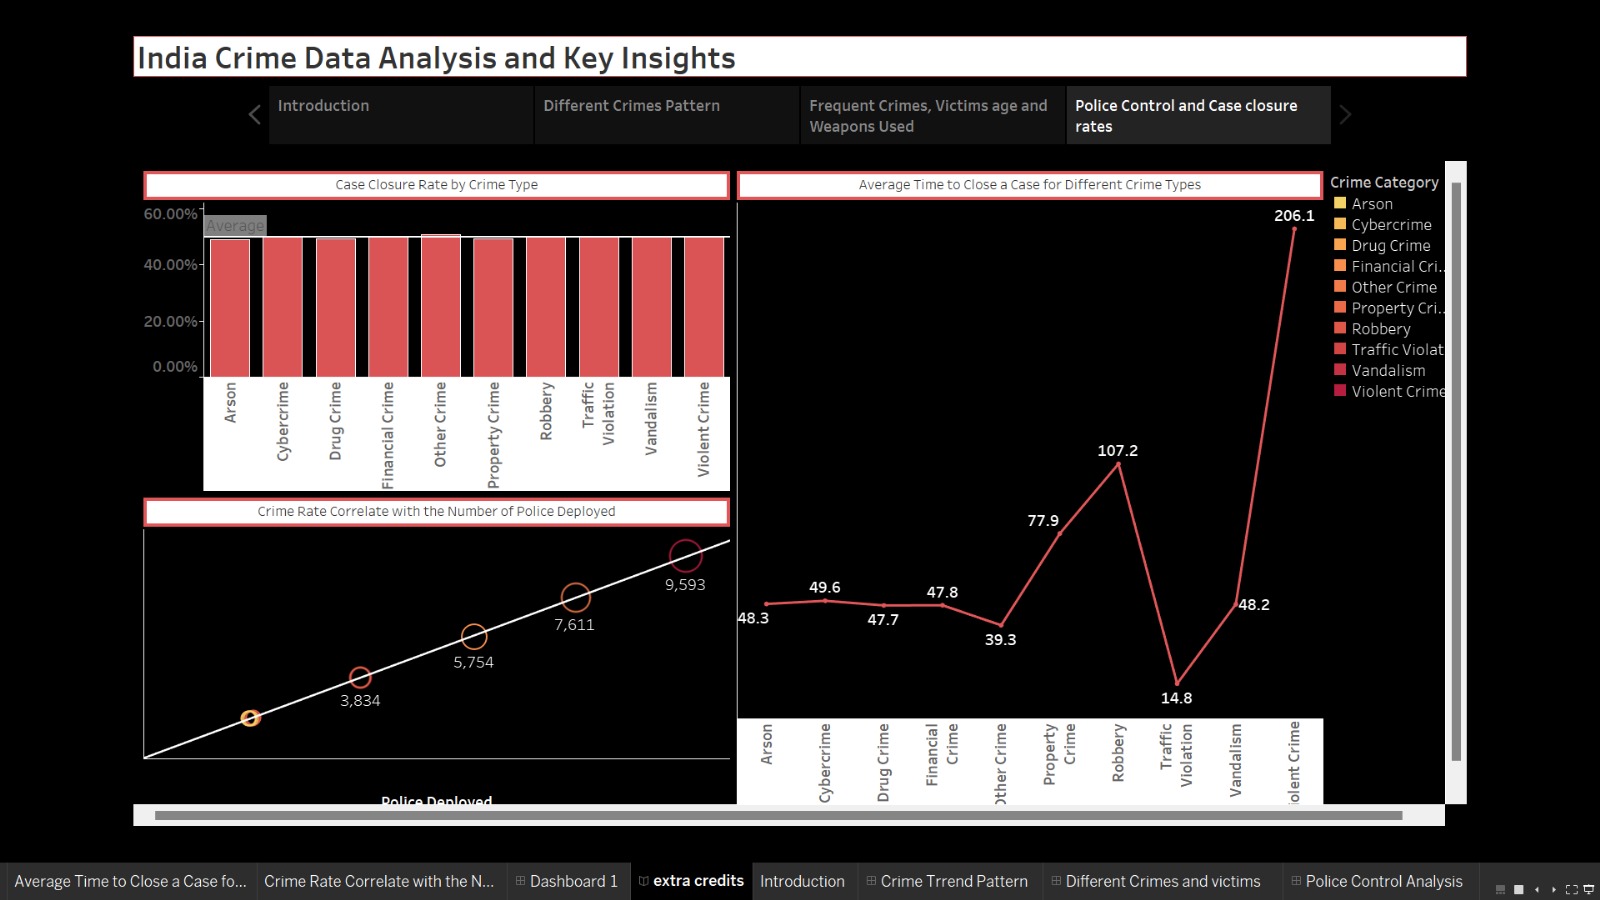 India Crime Data Analysis and Key Insights
Introduction
Different Crimes Pattern
Frequent Crimes, Victims age and
Weapons Used
Police Control and Case closure
rates
Case Closure Rate by Crime Type
60.00%
40.00%
20.00%
0.00%
Average
Arson
Cybercrime
Drug Crime
Financial Crime
Other Crime
Property Crime
Robbery
Traffic
Violation
Vandalism
Violent Crime
Crime Rate Correlate with the Number of Police Deployed
9,593
7,611
5,754
3,834
Police Deployed
Average Time to Close a Case for Different Crime Types
206.1
107.2
77.9
49.6
47.8
48.3
47.7
39.3
48.2
14.8
Arson
Cybercrime
Drug Crime
Financial
Crime
Other Crime
Property
Crime
Robbery
Traffic
Violation
Vandalism
iolent Crime
Crime Category
Arson
Cybercrime
Drug Crime
Financial Cri..
Other Crime
Property Cri..
Robbery
Traffic Violat
Vandalism
Violent Crime
Average Time to Close a Case fo...
Crime Rate Correlate with the N...
Dashboard 1
extra credits
Introduction
Crime Trrend Pattern
Different Crimes and victims
Police Control Analysis